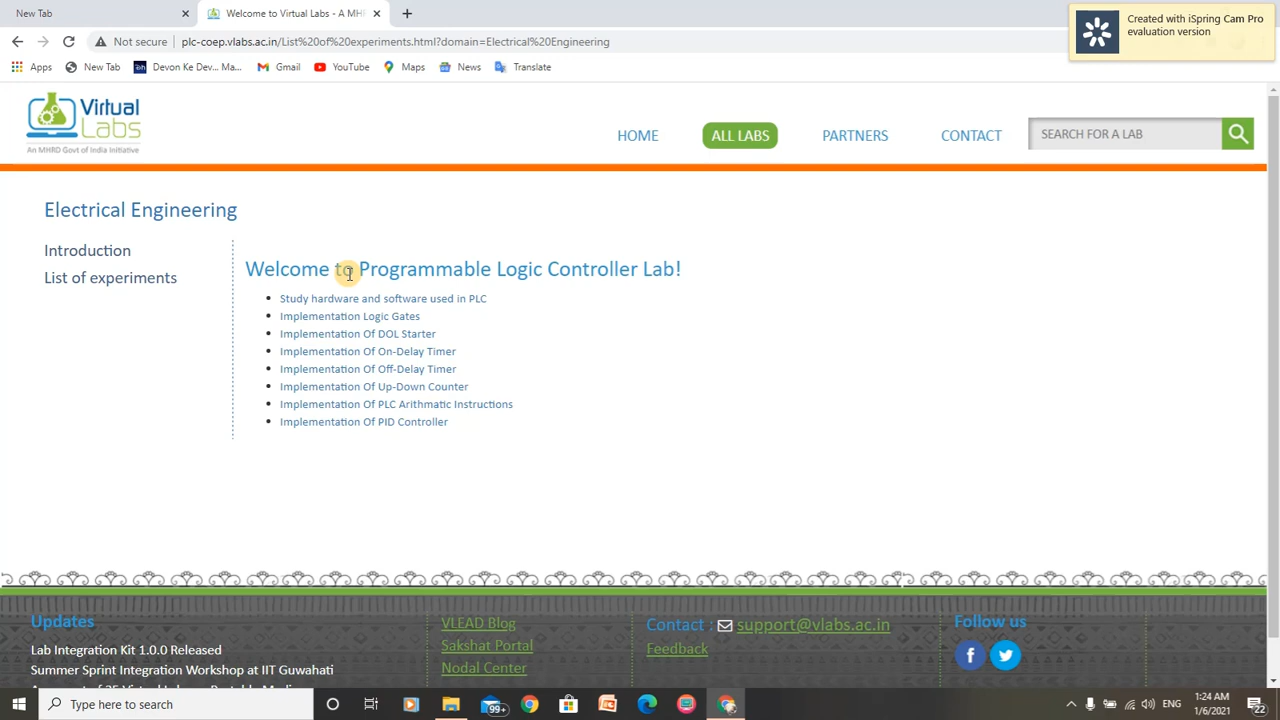 New Tab
Welcome to Virtual Labs - A MHR
Not secure
plc-coep.vlabs.ac.in/List%20of%20experiments.html?domain=Electrical%20Engineering
Created with iSpring Cam Pro
evaluation version
Apps
New Tab
Devon Ke Dev... Ma...
Gmail
YouTube
Maps
News
Translate
Virtual
Labs
An MHRD Govt of India Initiative
HOME
ALL LABS
PARTNERS
CONTACT
SEARCH FOR A LAB
Electrical Engineering
Introduction
List of experiments
Welcome to Programmable Logic Controller Lab!
Study hardware and software used in PLC
Implementation Logic Gates
Implementation Of DOL Starter
Implementation Of On-Delay Timer
Implementation Of Off-Delay Timer
Implementation Of Up-Down Counter
Implementation Of PLC Arithmatic Instructions
Implementation Of PID Controller
Updates
Lab Integration Kit 1.0.0 Released
Summer Sprint Integration Workshop at IIT Guwahati
VLEAD Blog
Sakshat Portal
Nodal Center
Contact : support@vlabs.ac.in
Feedback
Follow us
Type here to search
99+
ENG
1:24 AM
1/6/2021
22